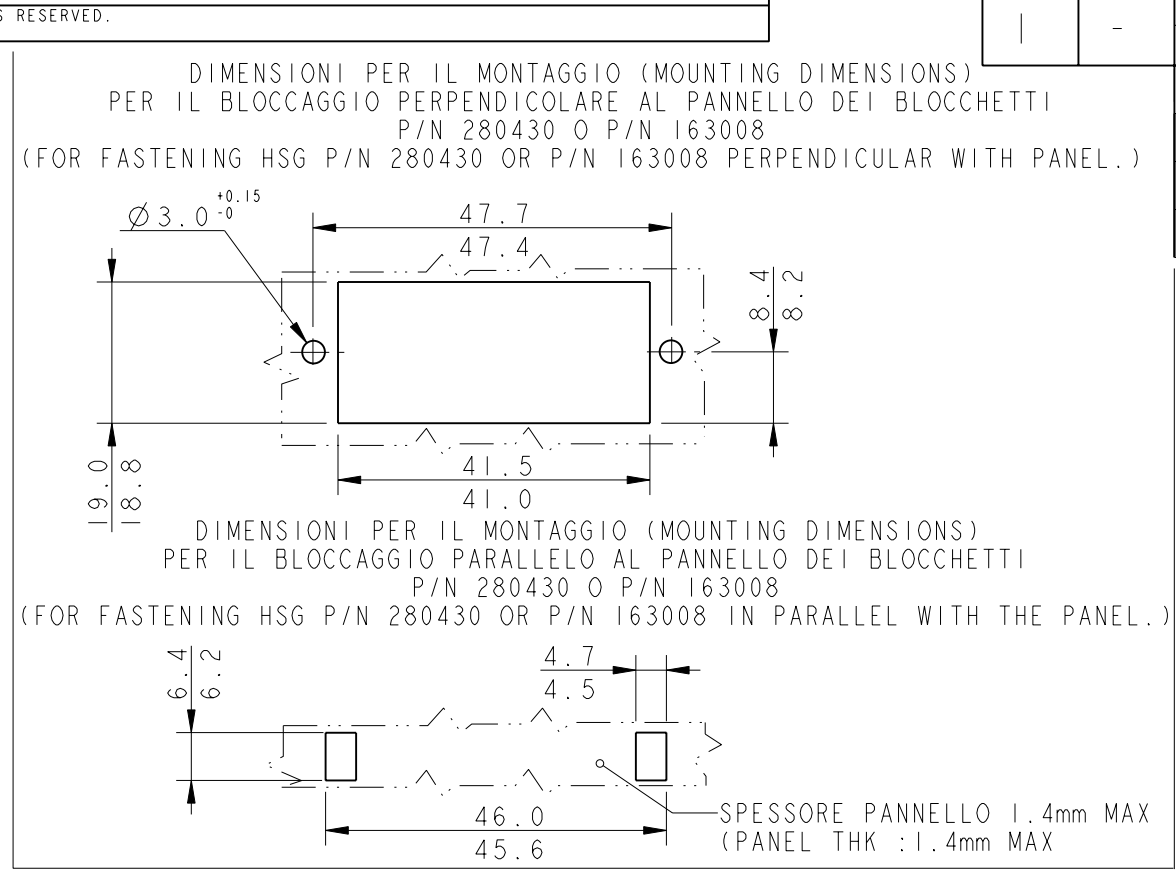 S RESERVED.
-
DIMENSIONI PER IL MONTAGGIO (MOUNTING DIMENSIONS)
PER IL BLOCCAGGIO PERPENDICOLARE AL PANNELLO DEI BLOCCHETTI
P/N 280430 O P/N 163008
(FOR FASTENING HSG P/N 280430 OR P/N 163008 PERPENDICULAR WITH PANEL.)
Ø3.0 +0.15 -0
47.7
47.4
8.4
8.2
19.0
18.8
41.5
41.0
DIMENSIONI PER IL MONTAGGIO (MOUNTING DIMENSIONS)
PER IL BLOCCAGGIO PARALLELO AL PANNELLO DEI BLOCCHETTI
P/N 280430 O P/N 163008
(FOR FASTENING HSG P/N 280430 OR P/N 163008 IN PARALLEL WITH THE PANEL.)
6.4
6.2
4.7
4.5
46.0
45.6
SPESSORE PANNELLO 1.4mm MAX
(PANEL THK :1.4mm MAX